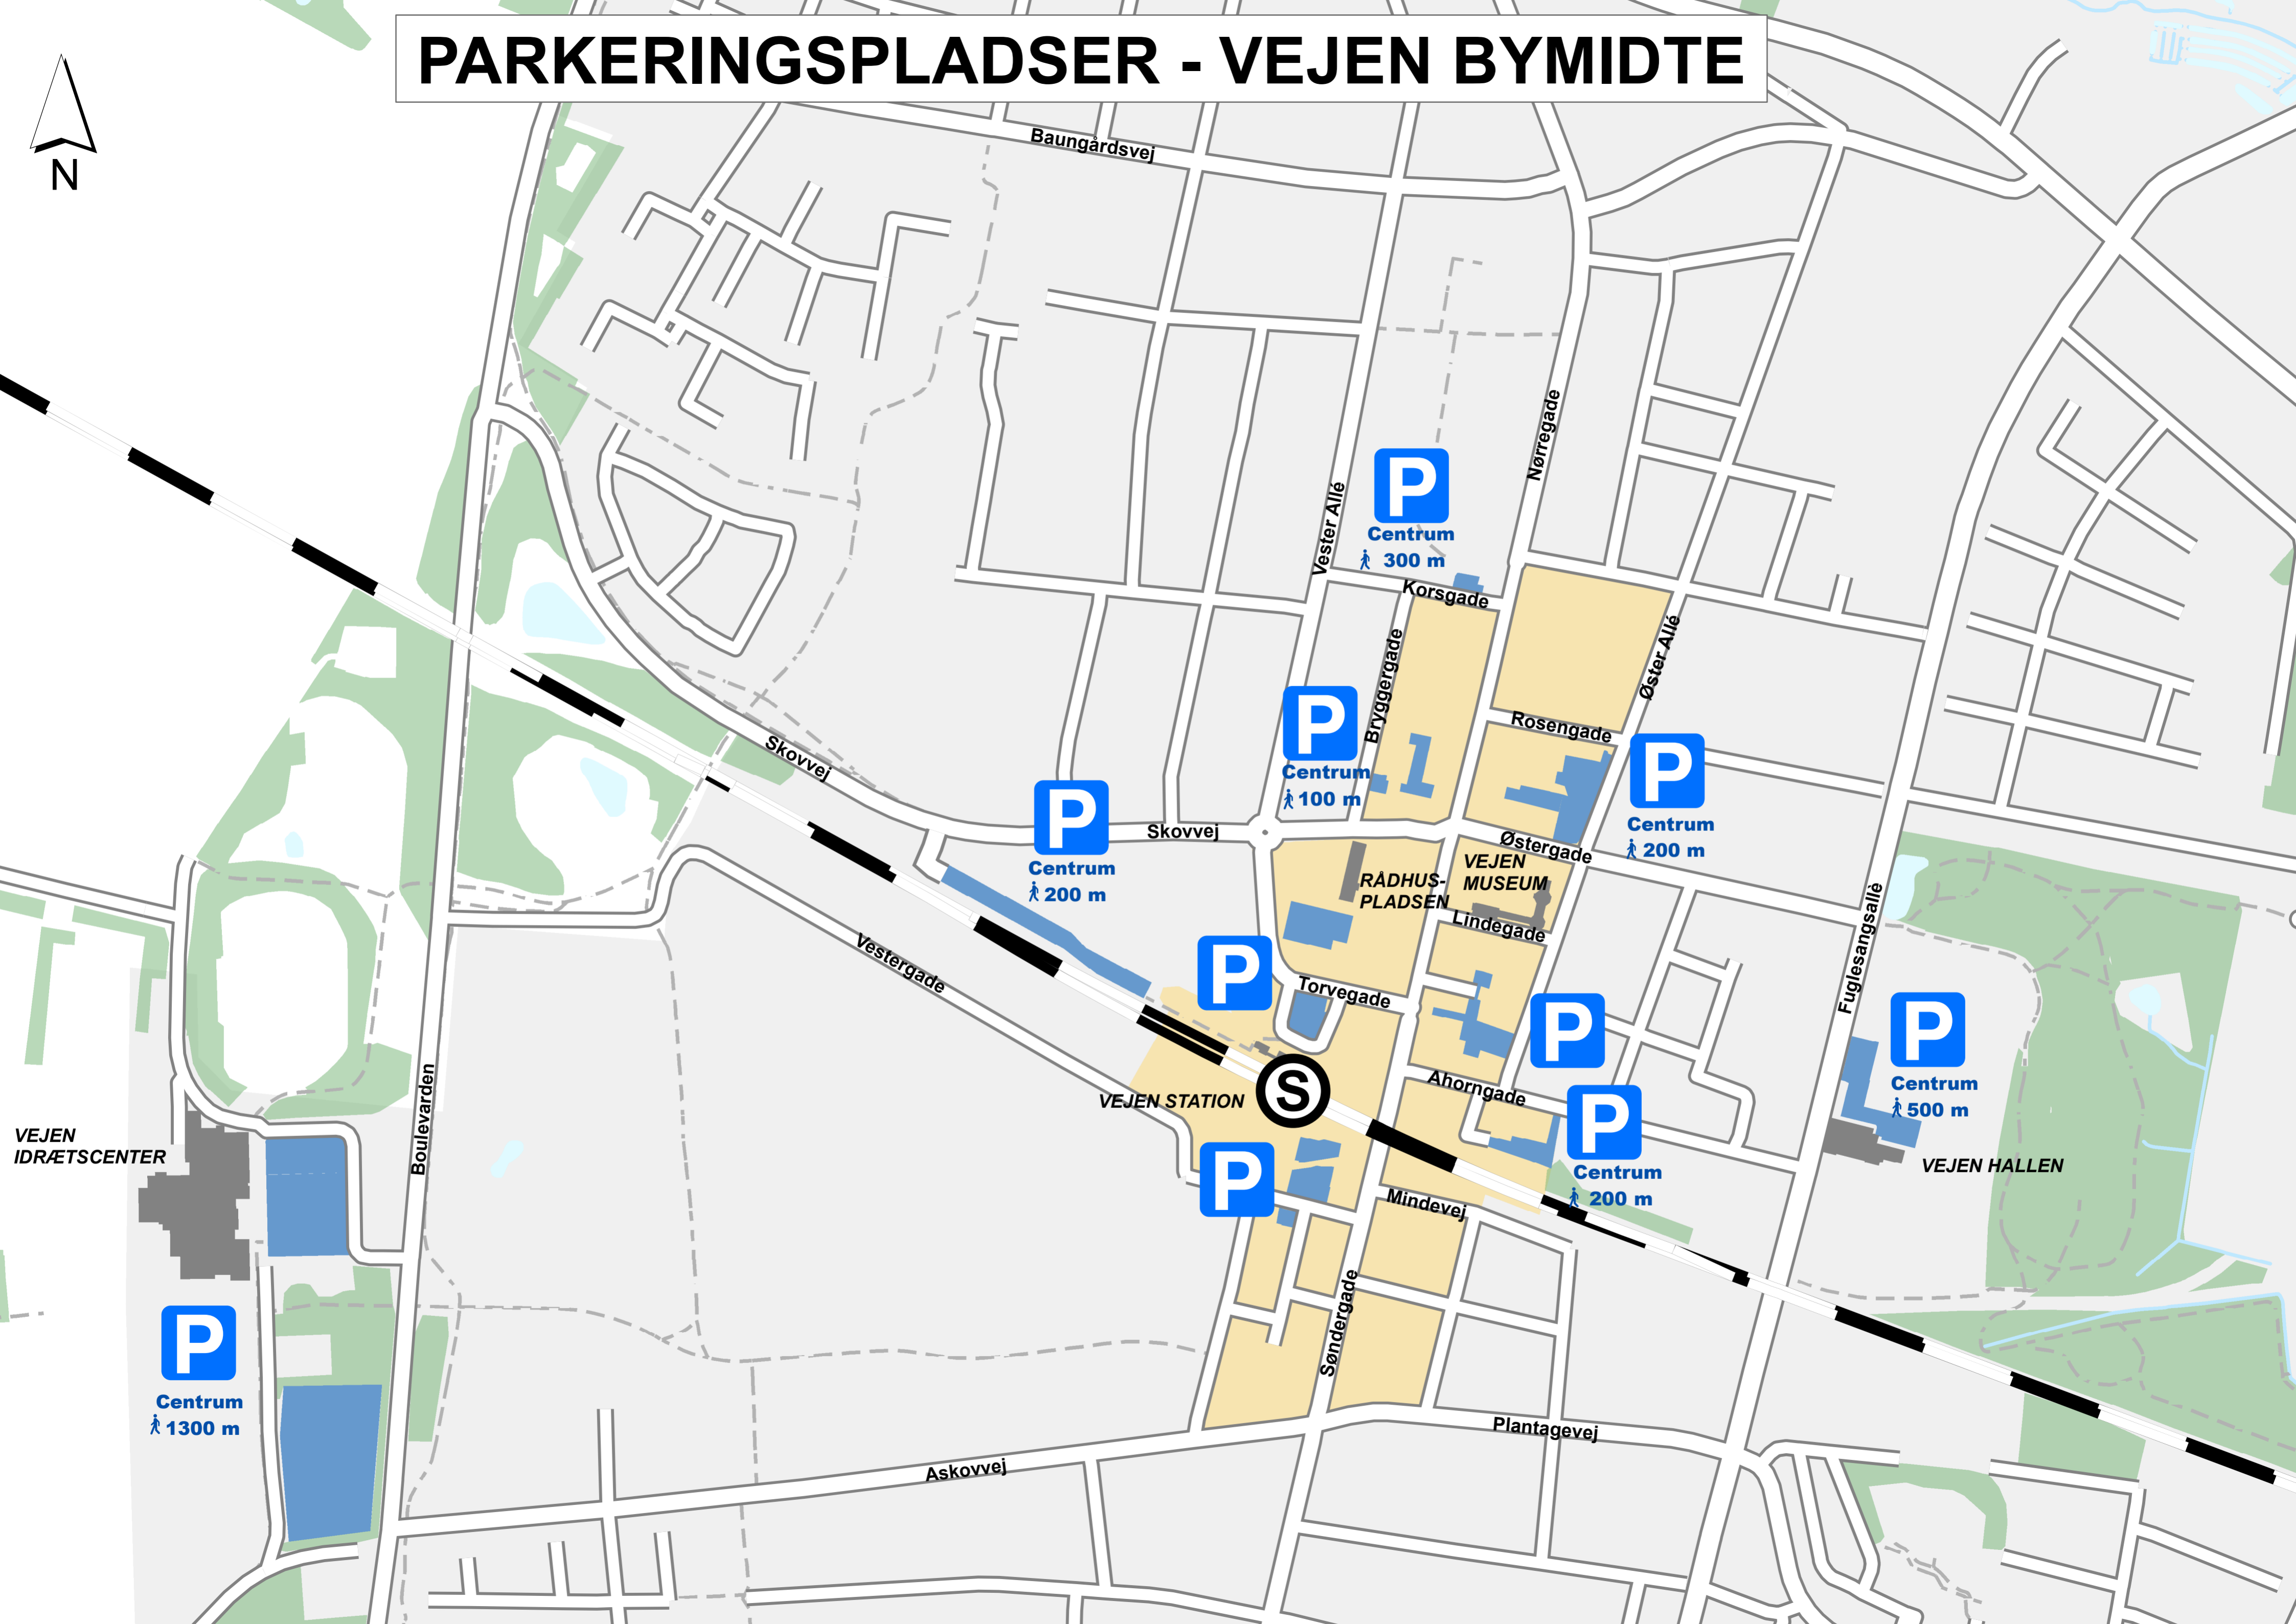 PARKERINGSPLADSER - VEJEN BYMIDTE
N
Baungårdsvej
Nørregade
Vester Allé
P
Centrum
300 m
Korsgade
Bryggergade
Øster Allé
P
Centrum
100 m
Rosengade
P
Centrum
200 m
Skovvej
P
Centrum
200 m
Skovvej
Østergade
VEJEN
MUSEUM
RÅDHUS-
PLADSEN
Lindegade
Fuglesangsallè
Vestergade
P
Torvegade
P
P
Centrum
500 m
Boulevarden
VEJEN STATION
S
Ahorngade
P
Centrum
200 m
VEJEN
IDRÆTSCENTER
VEJEN HALLEN
P
Mindevej
Søndergade
P
Centrum
1300 m
Plantagevej
Askovvej